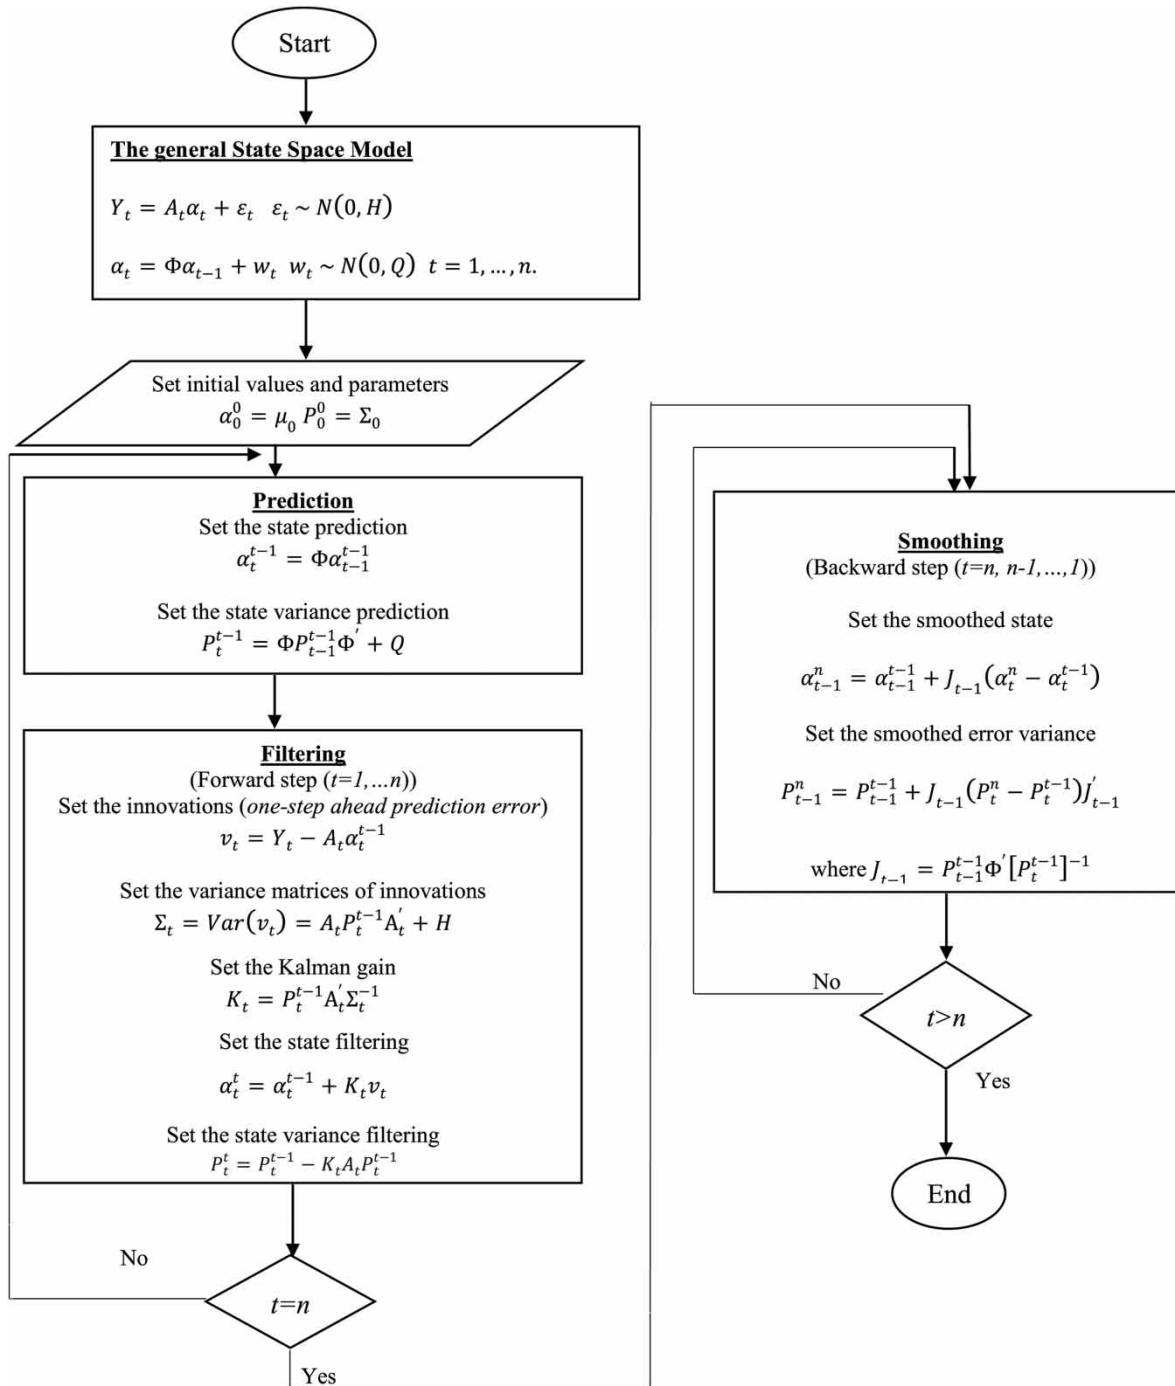 Start
The general State Space Model
Y_t = A_tα_t + ε_t ε_t ~ N(0, H)
α_t = Φα_{t−1} + w_t w_t ~ N(0, Q) t = 1, …, n.
Set initial values and parameters
α_0^0 = μ_0 P_0^0 = Σ_0
Prediction
Set the state prediction
α_t^{t−1} = Φα_{t−1}^{t−1}
Set the state variance prediction
P_t^{t−1} = ΦP_{t−1}^{t−1}Φ′ + Q
Filtering
(Forward step (t=1,...n))
Set the innovations (one-step ahead prediction error)
v_t = Y_t − A_tα_t^{t−1}
Set the variance matrices of innovations
Σ_t = Var(v_t) = A_tP_t^{t−1}A_t′ + H
Set the Kalman gain
K_t = P_t^{t−1}A_t′Σ_t^{−1}
Set the state filtering
α_t^t = α_t^{t−1} + K_tv_t
Set the state variance filtering
P_t^t = P_t^{t−1} − K_tA_tP_t^{t−1}
No
t=n
Yes
Smoothing
(Backward step (t=n, n-1,...,1))
Set the smoothed state
α_{t−1}^n = α_{t−1}^{t−1} + J_{t−1}(α_t^n − α_t^{t−1})
Set the smoothed error variance
P_{t−1}^n = P_{t−1}^{t−1} + J_{t−1}(P_t^n − P_t^{t−1})J_{t−1}′
where J_{t−1} = P_{t−1}^{t−1}Φ′[P_t^{t−1}]^{−1}
No
t>n
Yes
End